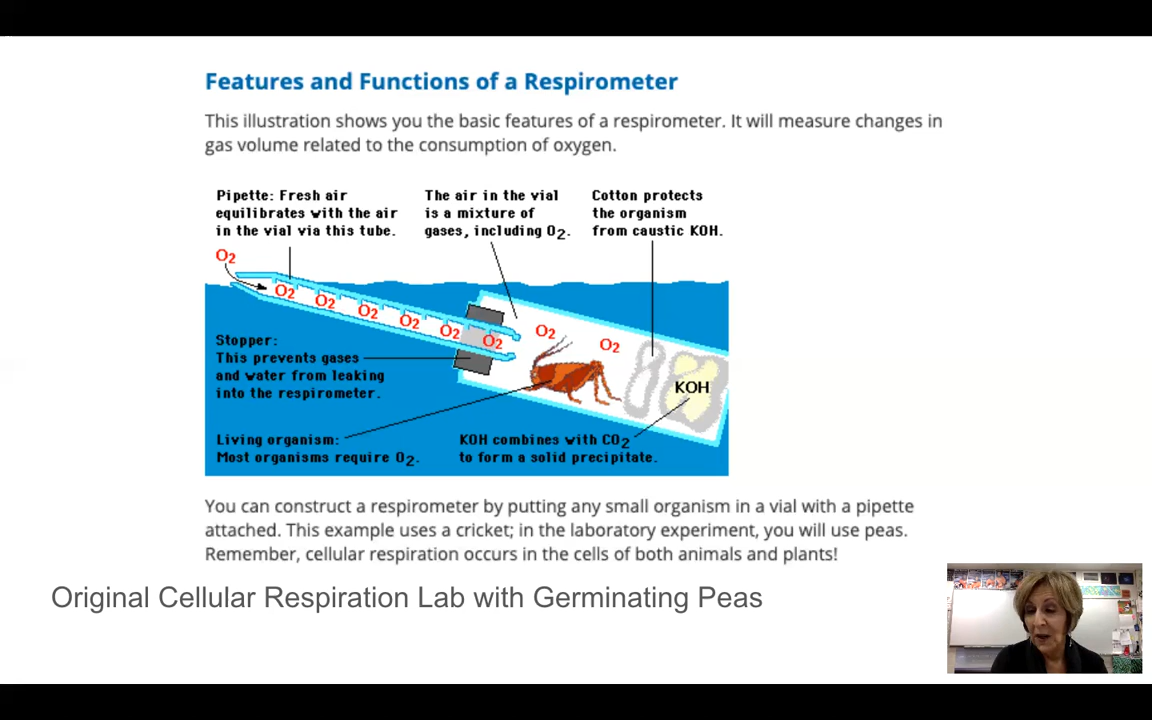 Features and Functions of a Respirometer
This illustration shows you the basic features of a respirometer. It will measure changes in
gas volume related to the consumption of oxygen.
Pipette: Fresh air
equilibrates with the air
in the vial via this tube.
The air in the vial
is a mixture of
gases, including O2.
Cotton protects
the organism
from caustic KOH.
O2
O2
O2
O2
O2
O2
O2
O2
O2
KOH
Stopper:
This prevents gases
and water from leaking
into the respirometer.
Living organism:
Most organisms require O2.
KOH combines with CO2
to form a solid precipitate.
You can construct a respirometer by putting any small organism in a vial with a pipette
attached. This example uses a cricket; in the laboratory experiment, you will use peas.
Remember, cellular respiration occurs in the cells of both animals and plants!
Original Cellular Respiration Lab with Germinating Peas